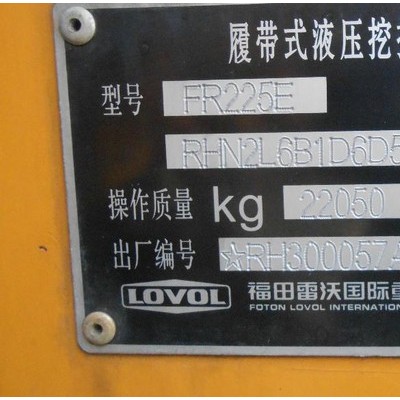 履带式液压挖
型号 FR225E
RHN2L6B1D6D5
操作质量 kg 22050
出厂编号 ☆RH300057A
LOVOL 福田雷沃国际重
FOTON LOVOL INTERNATION